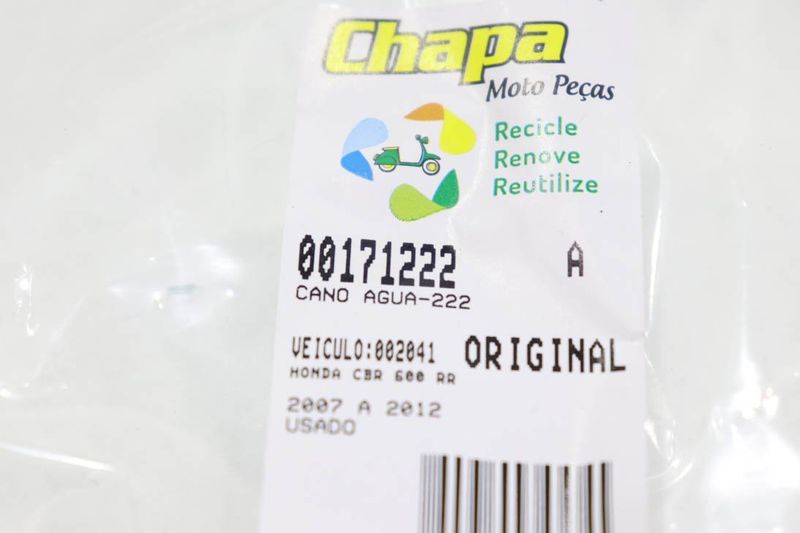 Chapa
Moto Peças
Recicle
Renove
Reutilize
00171222 A
CANO AGUA-222
VEICULO:002041 ORIGINAL
HONDA CBR 600 RR
2007 A 2012
USADO